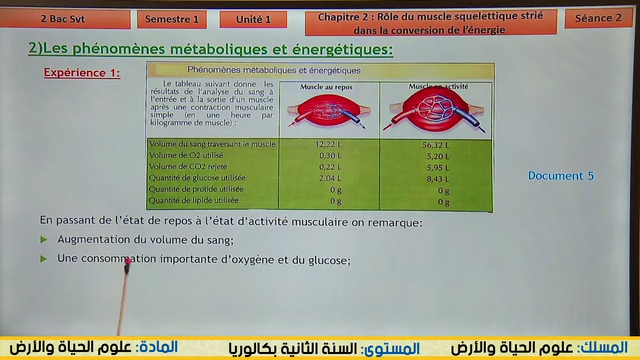 2 Bac Svt
Semestre 1
Unité 1
Chapitre 2 : Rôle du muscle squelettique strié
dans la conversion de l'énergie
Séance 2
2)Les phénomènes métaboliques et énergétiques:
Expérience 1:
Phénomènes métaboliques et énergétiques
Le tableau suivant donne les
résultats de l'analyse du sang à
l'entrée et à la sortie d'un muscle
après une contraction musculaire
simple (en une heure par
kilogramme de muscle) :
Muscle au repos
Muscle en activité
Volume du sang traversant le muscle 12,22 L 56,32 L
Volume de O2 utilisé 0,30 L 5,20 L
Volume de CO2 rejeté 0,22 L 5,95 L
Quantité de glucose utilisée 2,04 L 8,43 L
Quantité de protide utilisée 0 g 0 g
Quantité de lipide utilisée 0 g 0 g
Document 5
En passant de l'état de repos à l'état d'activité musculaire on remarque:
Augmentation du volume du sang;
Une consommation importante d'oxygène et du glucose;
المسلك: علوم الحياة والأرض المستوى: السنة الثانية بكالوريا المادة: علوم الحياة والأرض